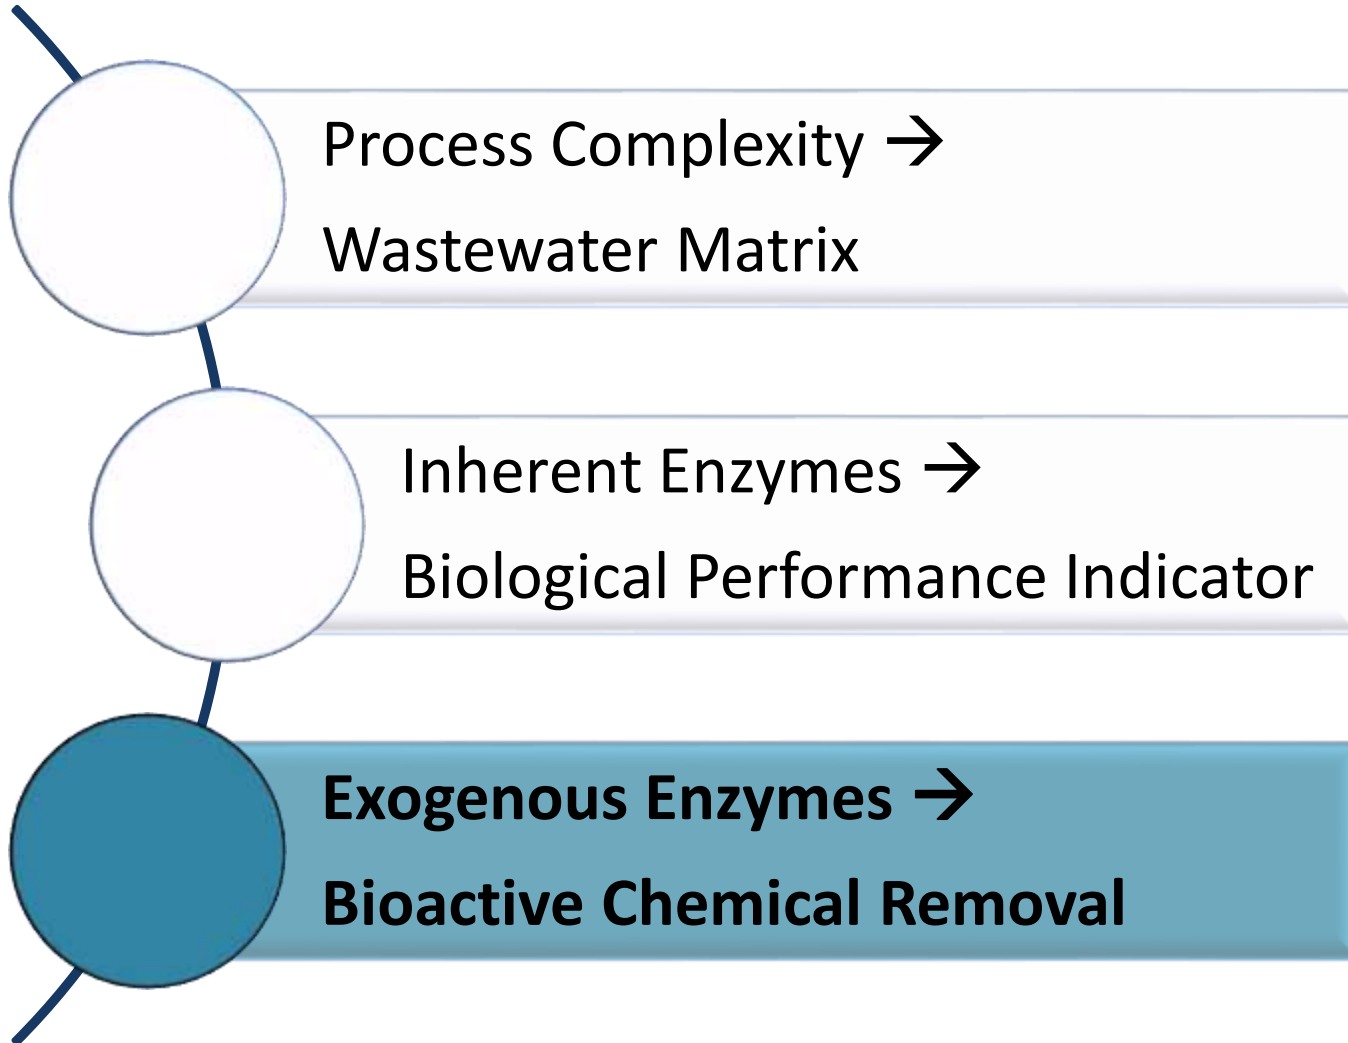 Process Complexity →
Wastewater Matrix
Inherent Enzymes →
Biological Performance Indicator
Exogenous Enzymes →
Bioactive Chemical Removal